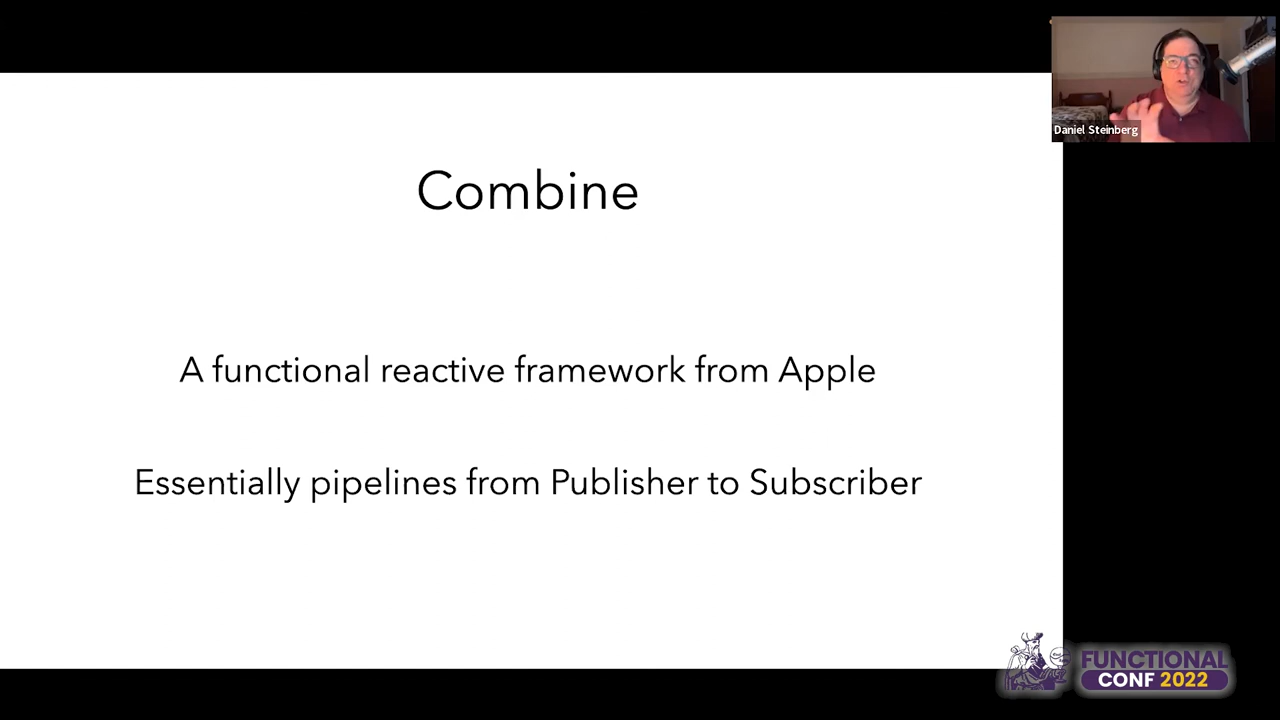 Combine
A functional reactive framework from Apple
Essentially pipelines from Publisher to Subscriber
Daniel Steinberg
FUNCTIONAL
CONF 2022